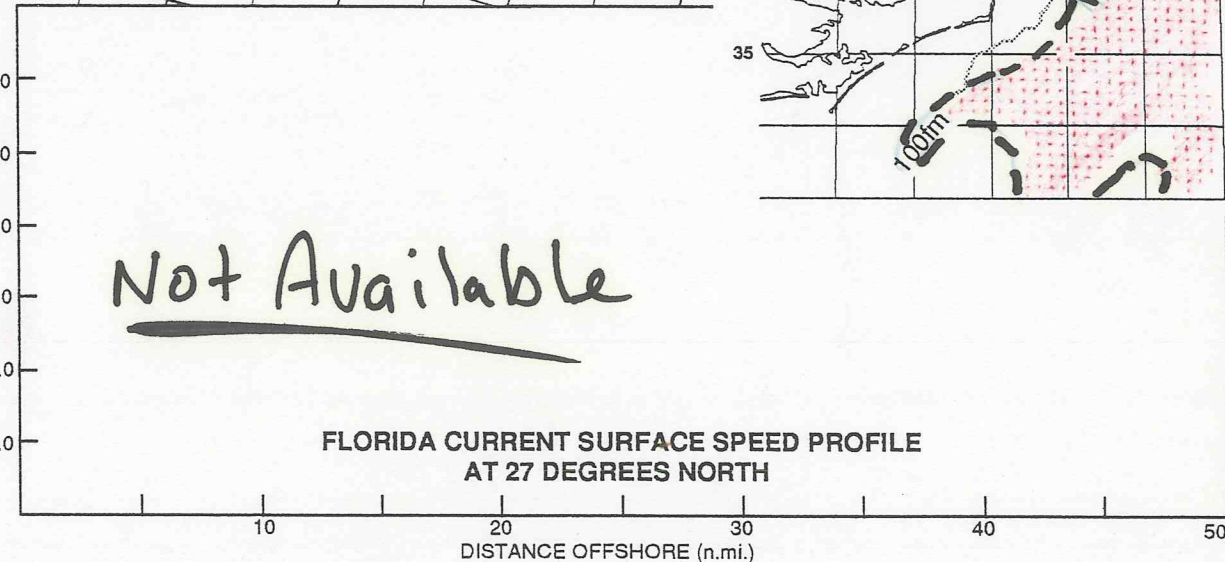 35
100fm
Not Available
FLORIDA CURRENT SURFACE SPEED PROFILE
AT 27 DEGREES NORTH
10 20 30 40 50
DISTANCE OFFSHORE (n.mi.)